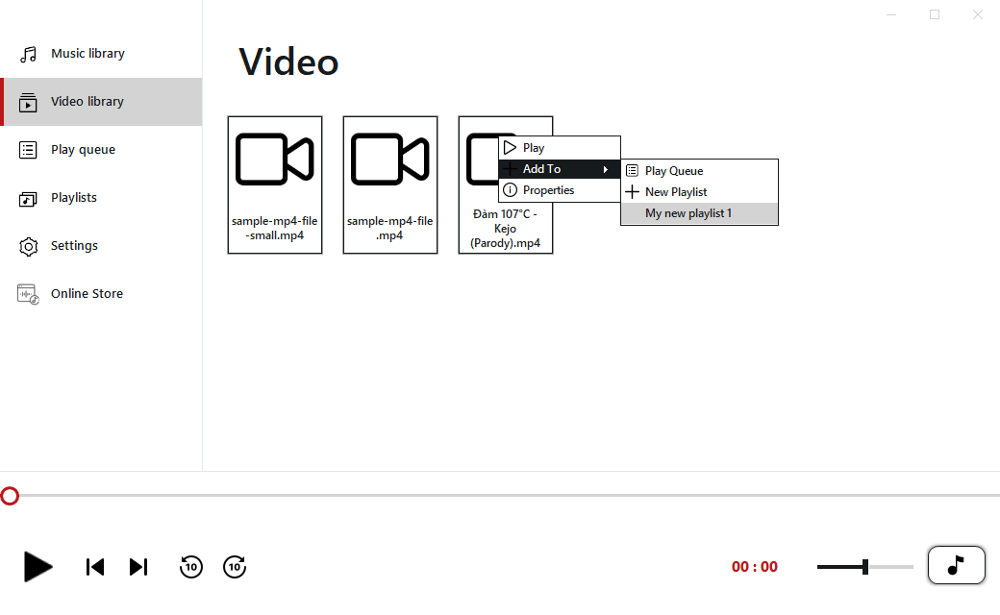 Music library
Video library
Play queue
Playlists
Settings
Online Store
Video
sample-mp4-file
-small.mp4
sample-mp4-file
.mp4
Đàm 107°C -
Kejo
(Parody).mp4
Play
Add To
Properties
Play Queue
New Playlist
My new playlist 1
10
10
00 : 00